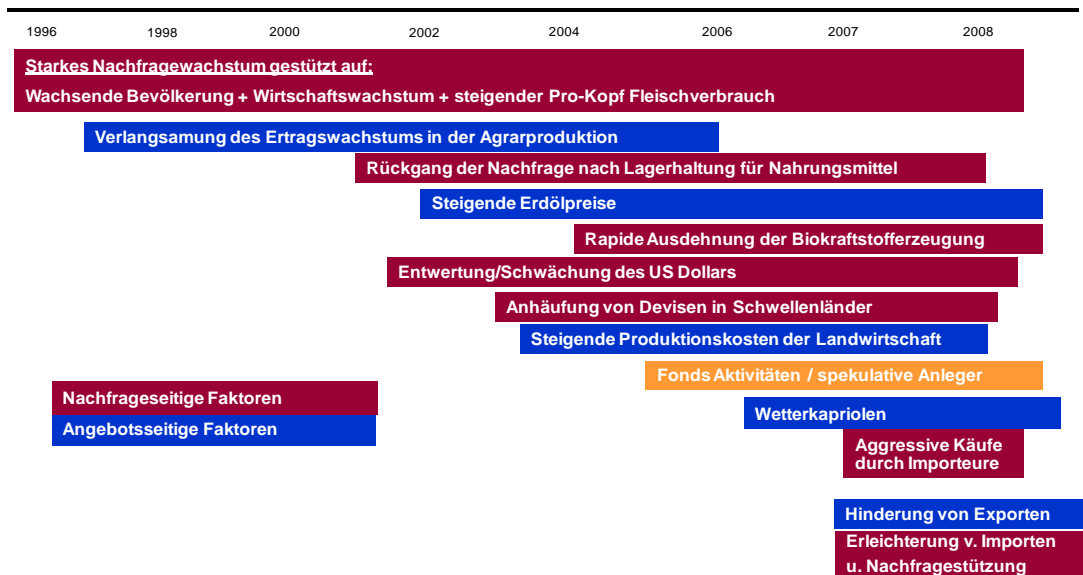 1996 1998 2000 2002 2004 2006 2007 2008
Starkes Nachfragewachstum gestützt auf:
Wachsende Bevölkerung + Wirtschaftswachstum + steigender Pro-Kopf Fleischverbrauch
Verlangsamung des Ertragswachstums in der Agrarproduktion
Rückgang der Nachfrage nach Lagerhaltung für Nahrungsmittel
Steigende Erdölpreise
Rapide Ausdehnung der Biokraftstofferzeugung
Entwertung/Schwächung des US Dollars
Anhäufung von Devisen in Schwellenländer
Steigende Produktionskosten der Landwirtschaft
Fonds Aktivitäten / spekulative Anleger
Nachfrageseitige Faktoren
Angebotsseitige Faktoren
Wetterkapriolen
Aggressive Käufe
durch Importeure
Hinderung von Exporten
Erleichterung v. Importen
u. Nachfragestützung